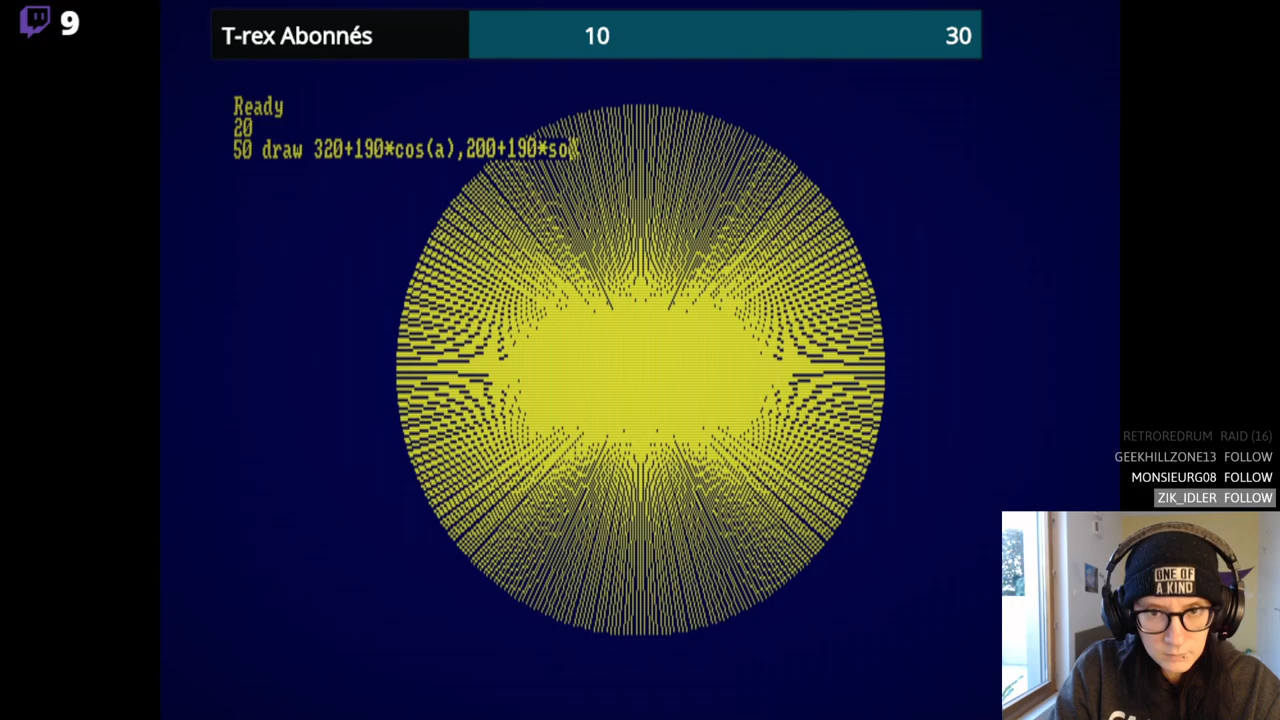 9
T-rex Abonnés 10 30
Ready
20
50 draw 320+190*cos(a),200+190*so
RETROREDRUM RAID (16)
GEEKHILLZONE13 FOLLOW
MONSIEURG08 FOLLOW
ZIK_IDLER FOLLOW
ONE OF
A KIND